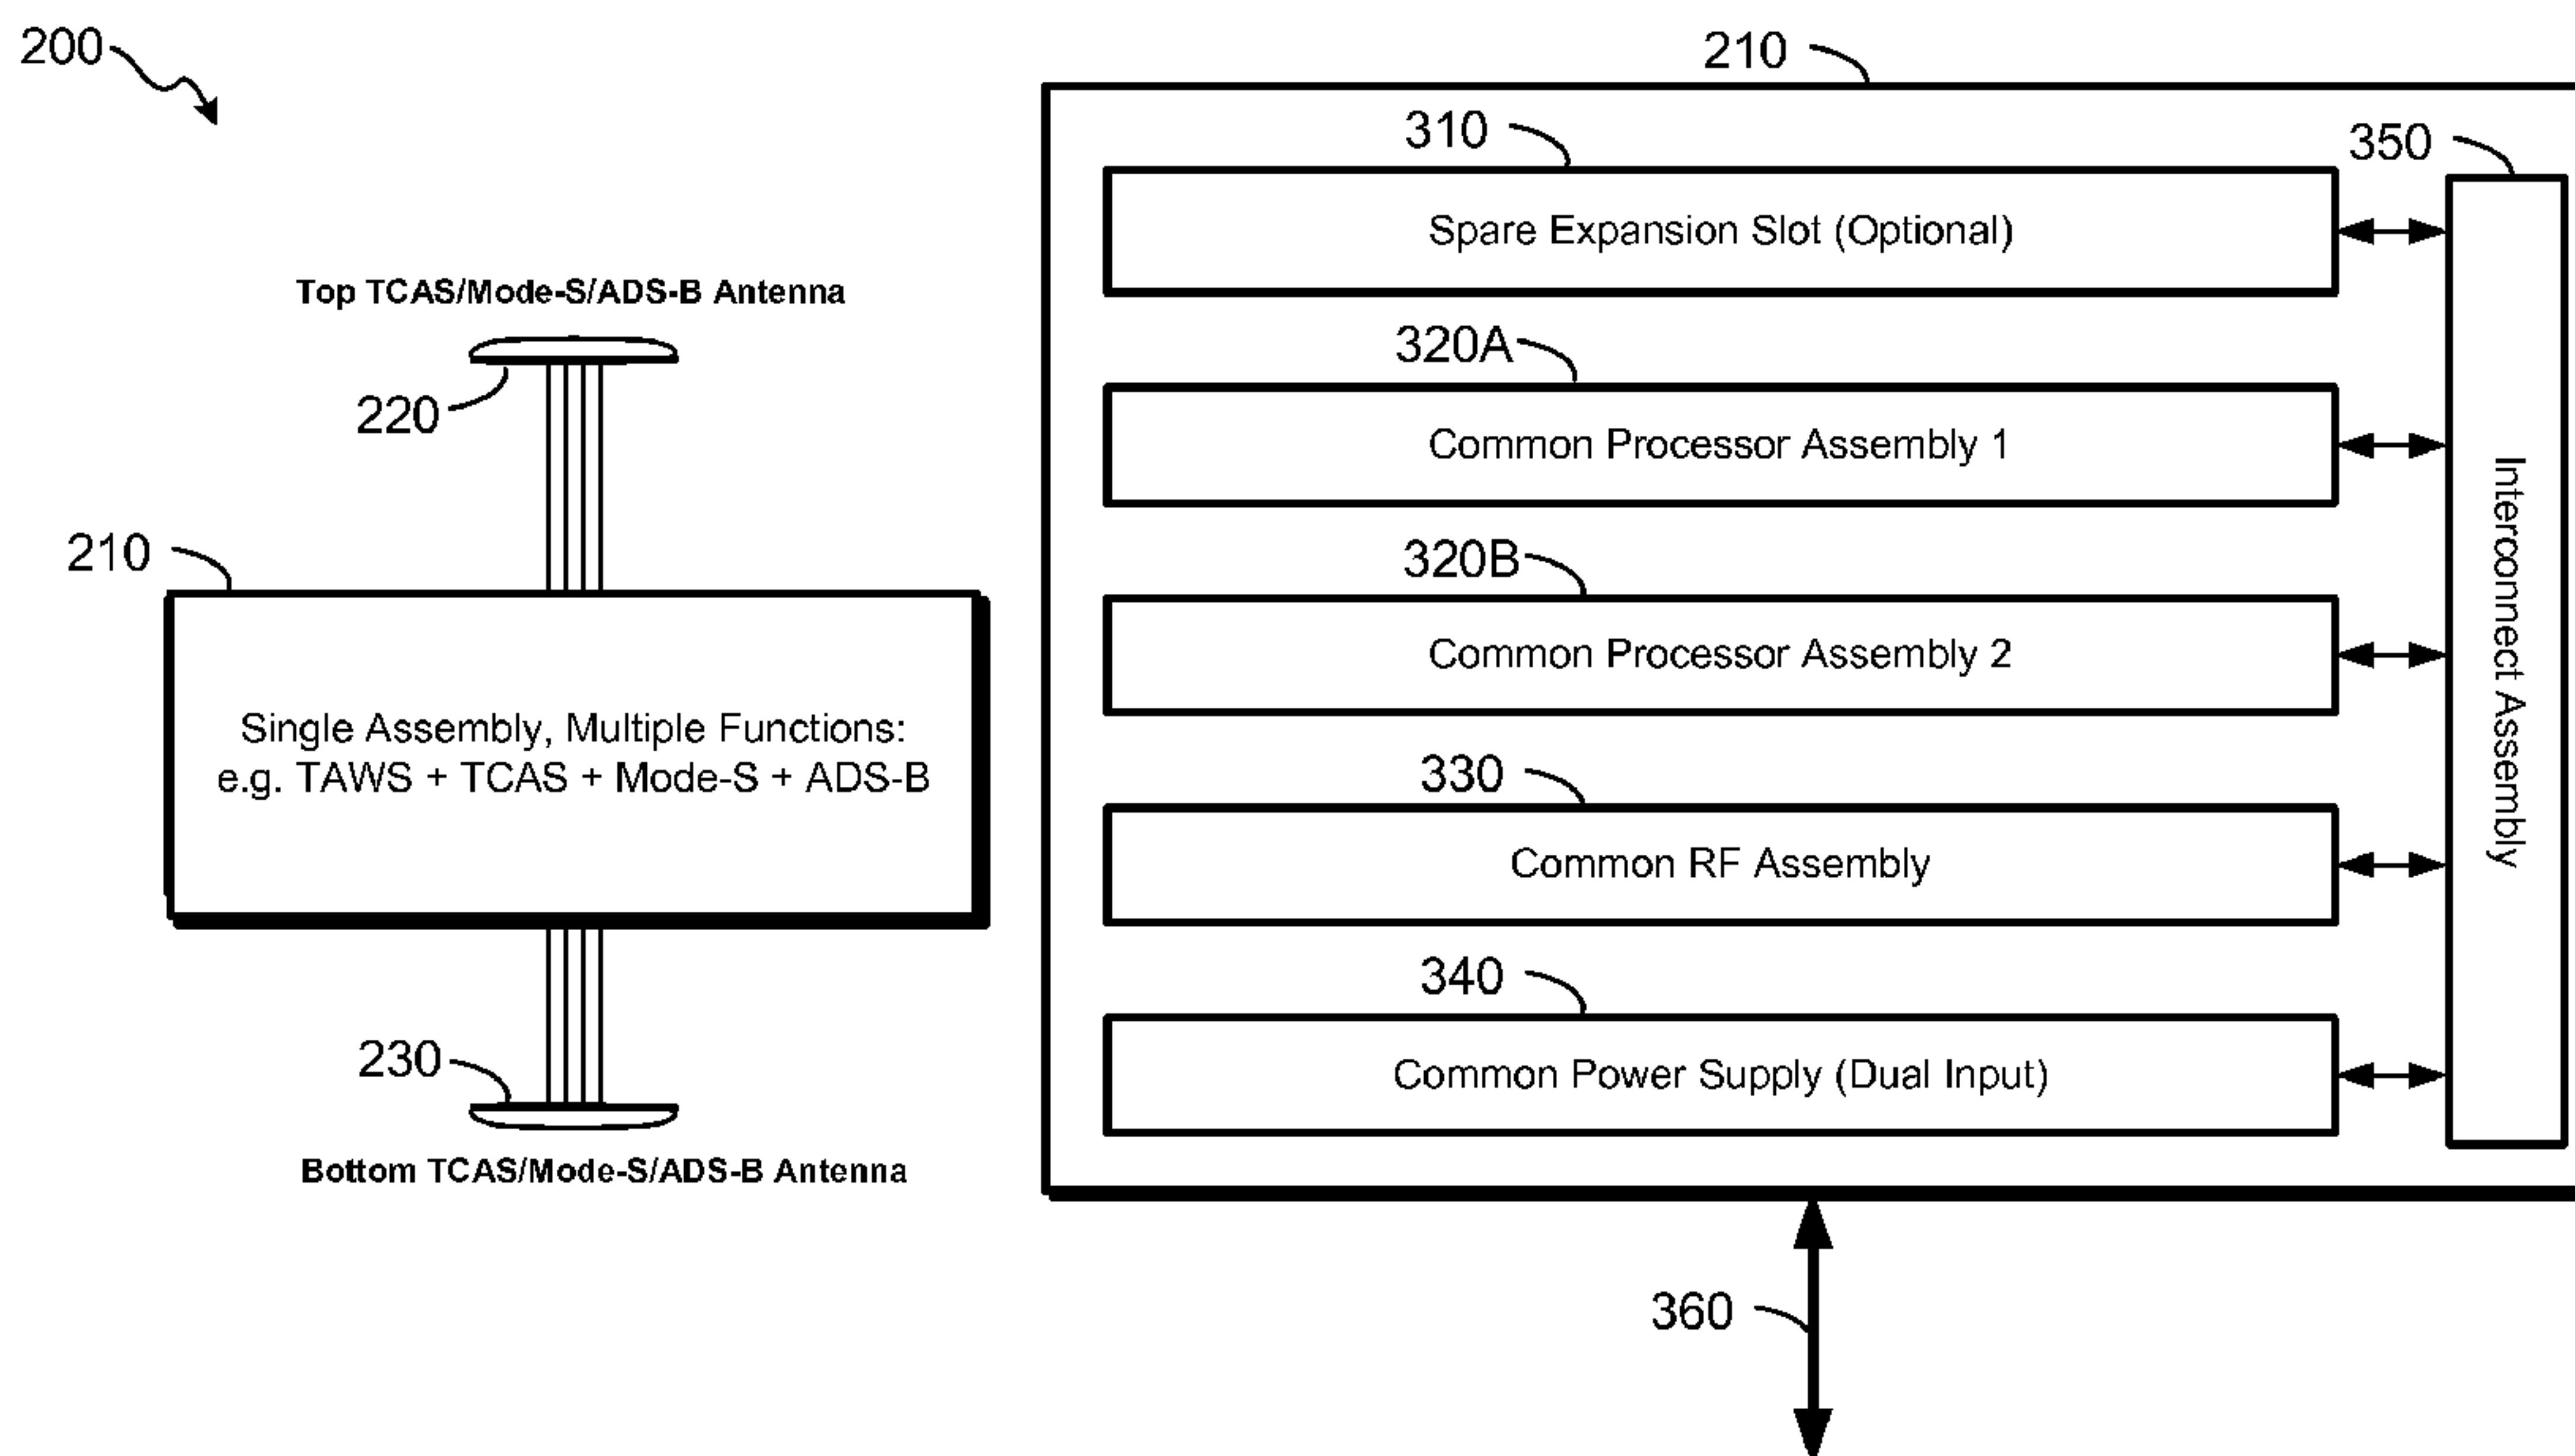 200
Top TCAS/Mode-S/ADS-B Antenna
220
210
Single Assembly, Multiple Functions:
e.g. TAWS + TCAS + Mode-S + ADS-B
230
Bottom TCAS/Mode-S/ADS-B Antenna
210
310
350
Spare Expansion Slot (Optional)
320A
Common Processor Assembly 1
320B
Common Processor Assembly 2
330
Common RF Assembly
340
Common Power Supply (Dual Input)
Interconnect Assembly
360